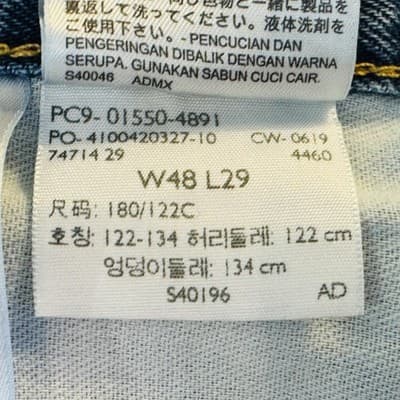 裏返して洗ってください。液体洗剤を
ご使用下さい。- PENCUCIAN DAN
PENGERINGAN DIBALIK DENGAN WARNA
SERUPA. GUNAKAN SABUN CUCI CAIR.
S40046 ADMX
PC9- 01550-4891
PO- 4100420327-10 CW- 0619
74714 29 4460
W48 L29
尺码: 180/122C
호칭: 122-134 허리둘레: 122 cm
엉덩이둘레: 134 cm
S40196 AD